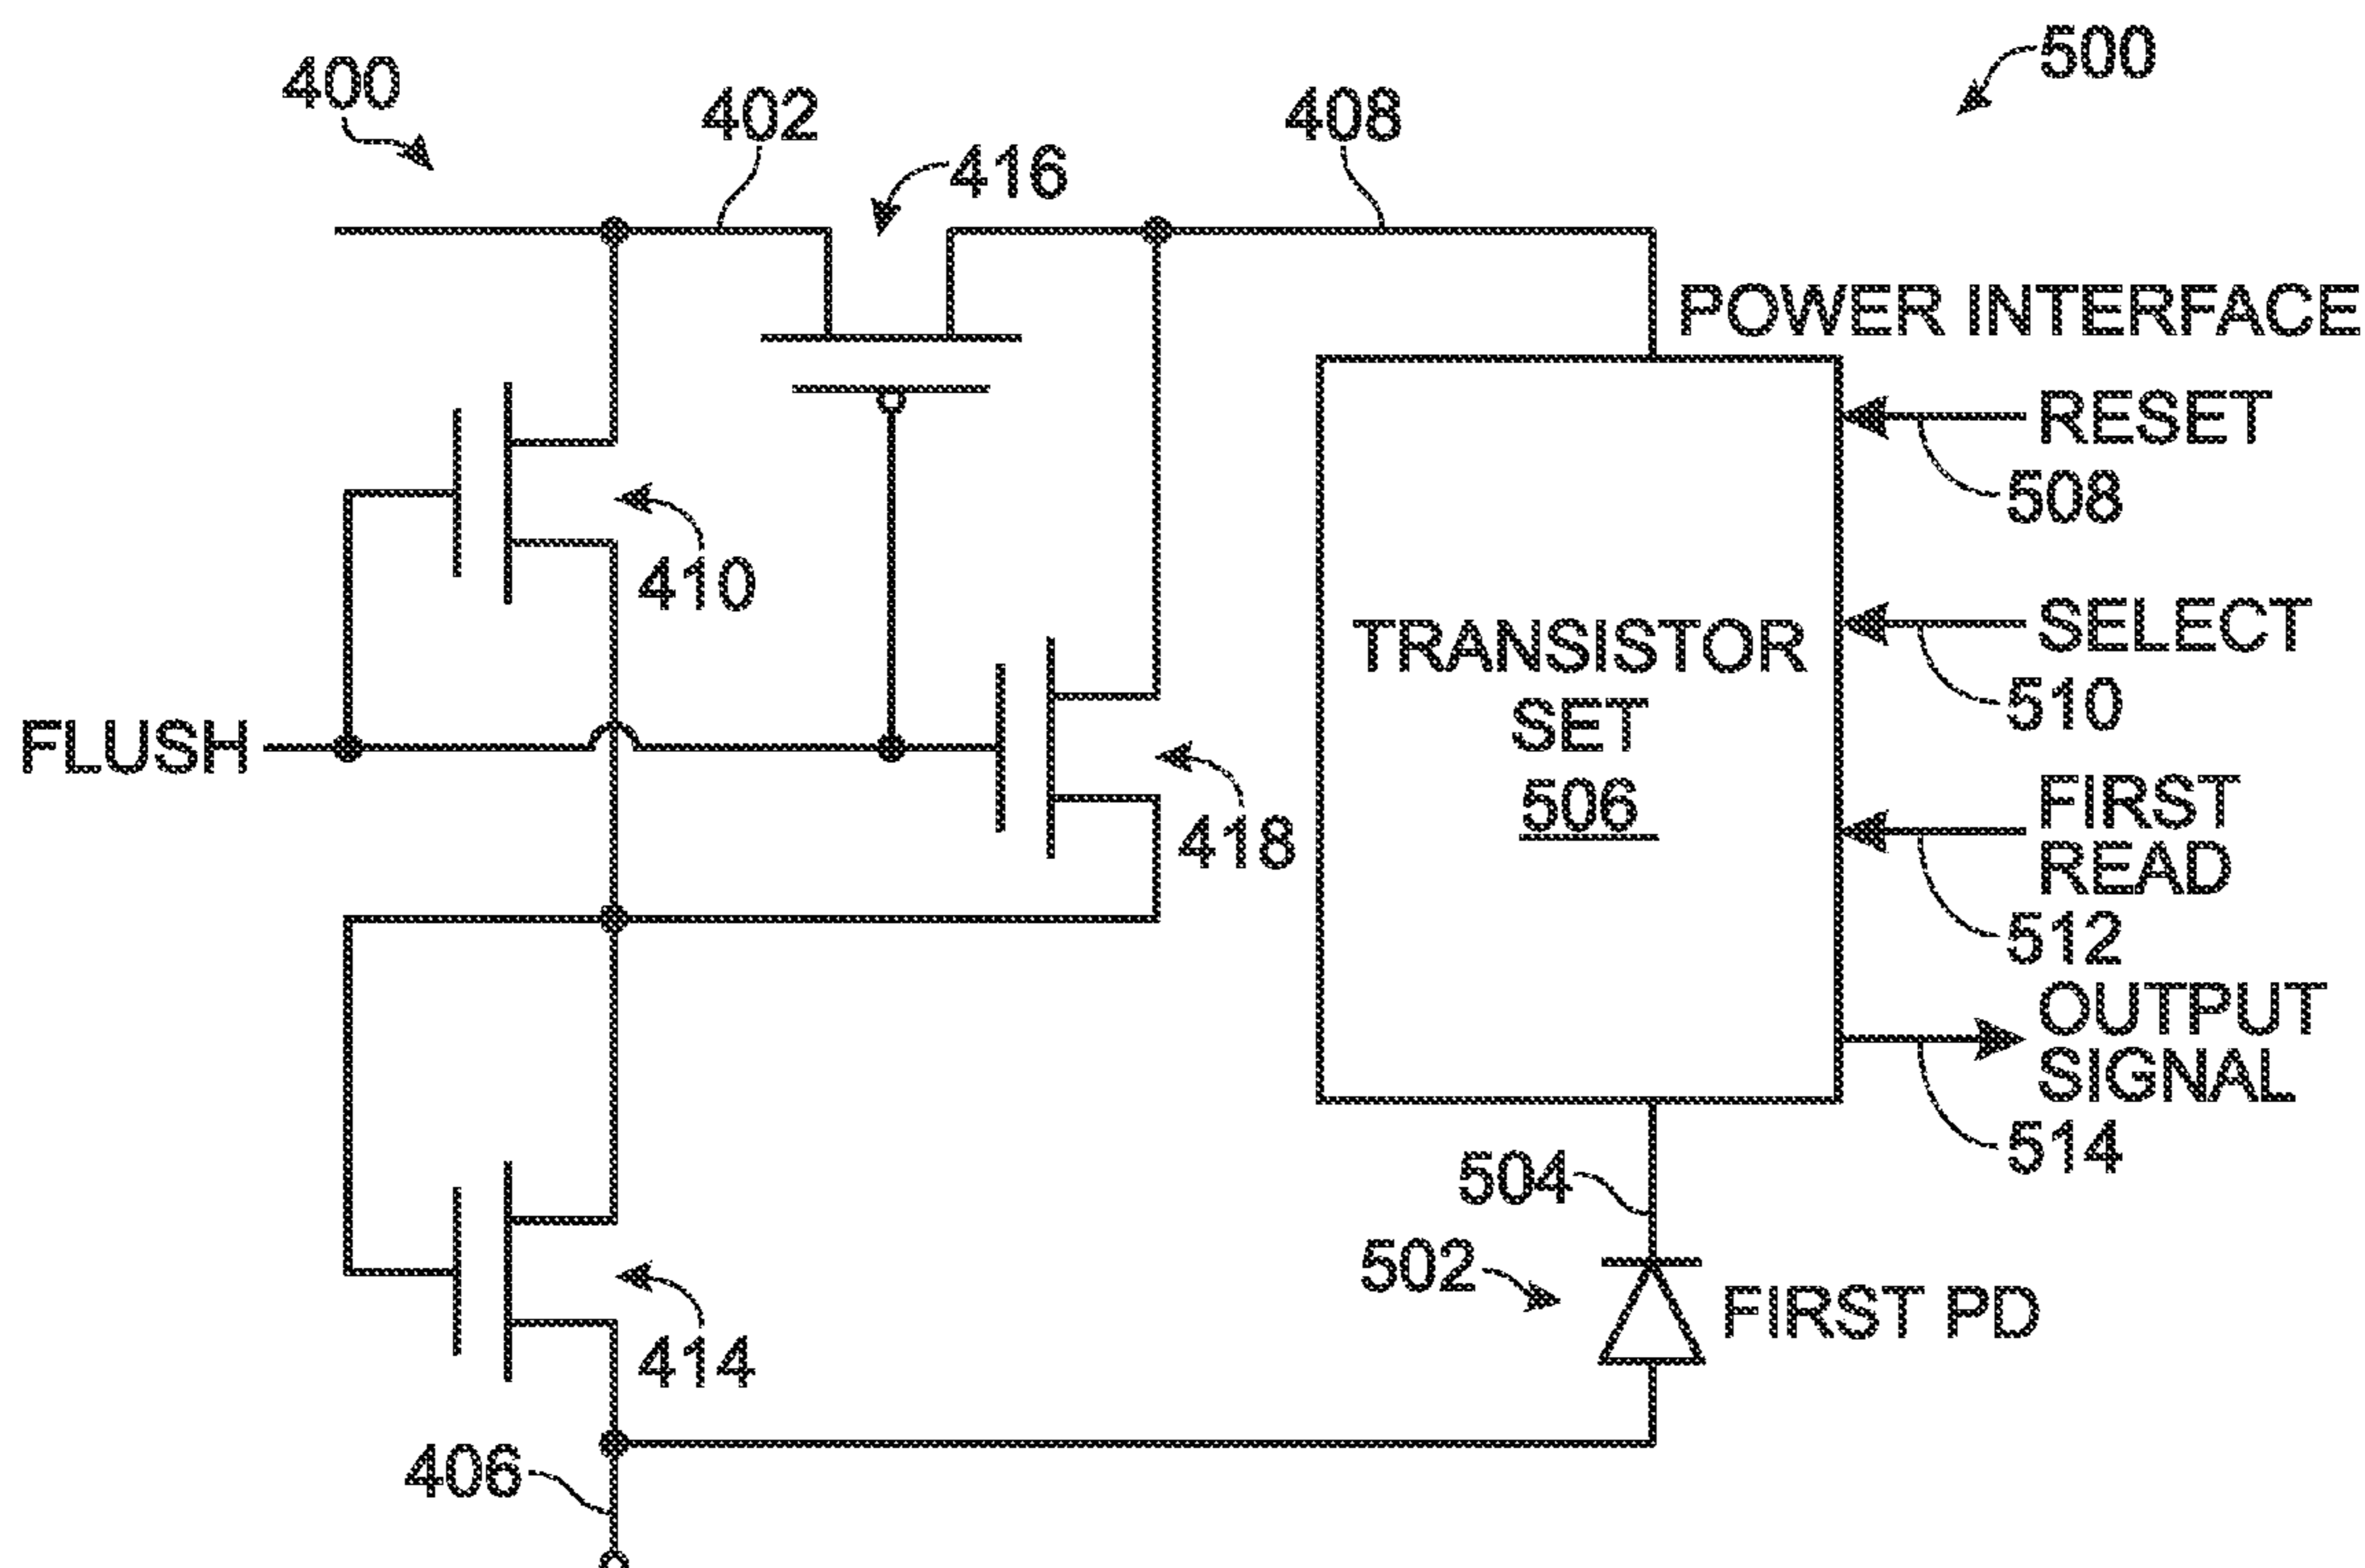 500
400
402
408
416
POWER INTERFACE
RESET
508
410
SELECT
510
TRANSISTOR
SET
506
FLUSH
418
FIRST
READ
512
OUTPUT
SIGNAL
514
504
502
FIRST PD
414
406